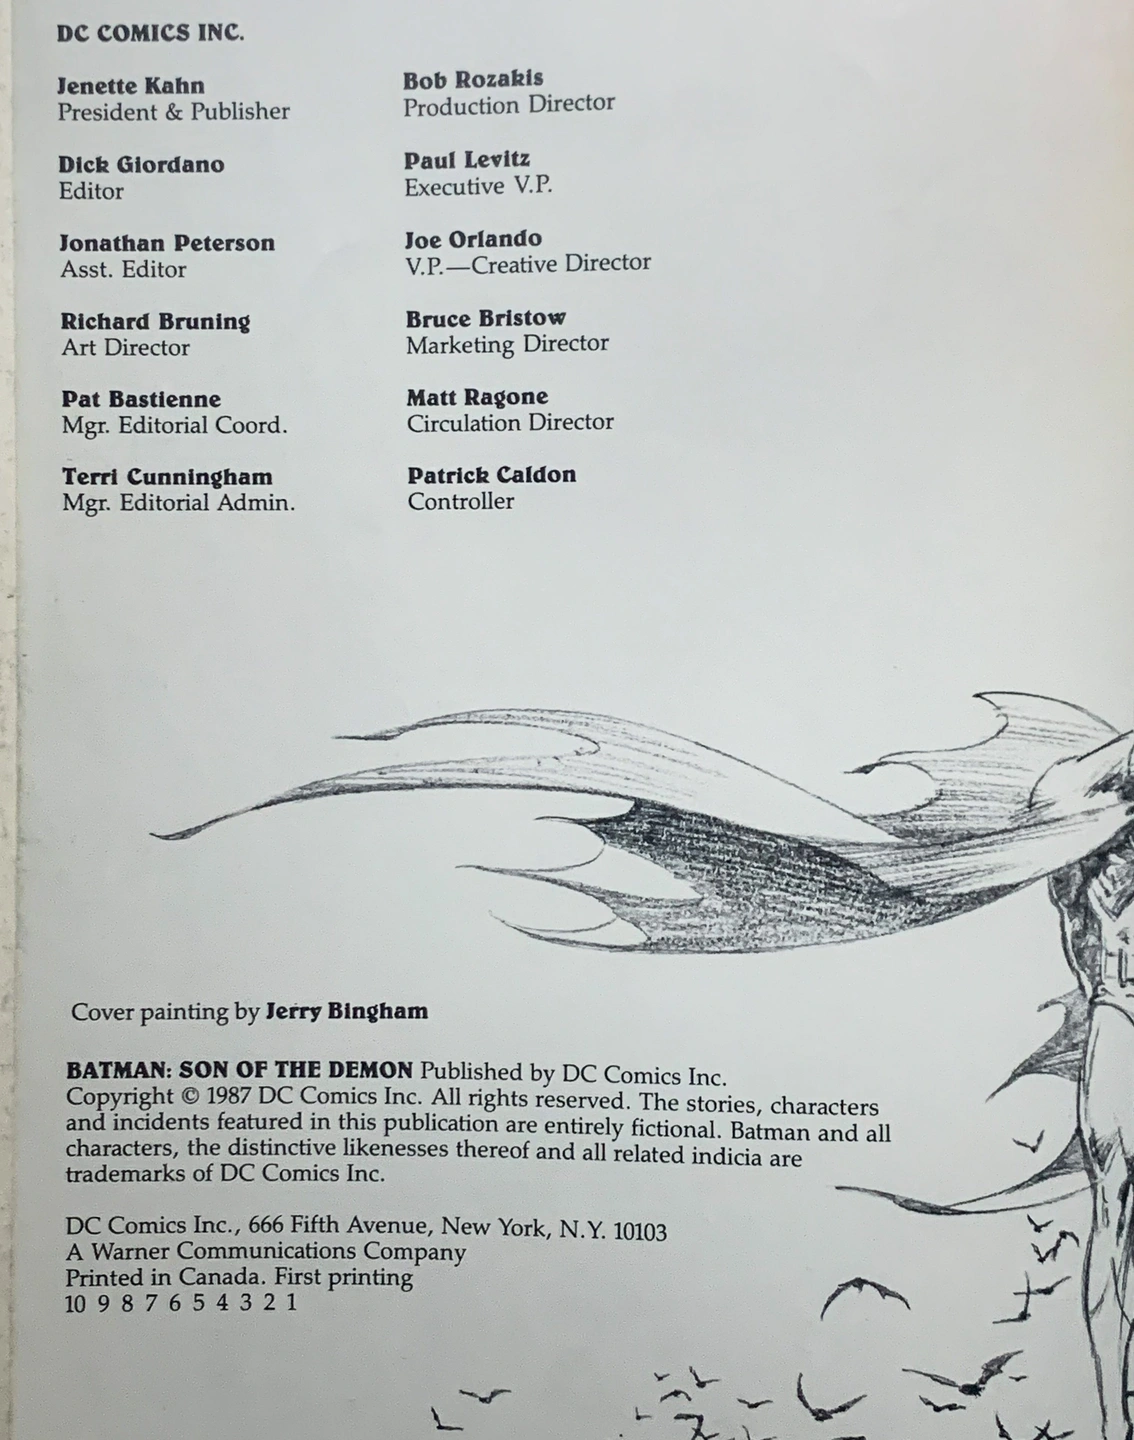 DC COMICS INC.
Jenette Kahn
President & Publisher
Dick Giordano
Editor
Jonathan Peterson
Asst. Editor
Richard Bruning
Art Director
Pat Bastienne
Mgr. Editorial Coord.
Terri Cunningham
Mgr. Editorial Admin.
Bob Rozakis
Production Director
Paul Levitz
Executive V.P.
Joe Orlando
V.P.—Creative Director
Bruce Bristow
Marketing Director
Matt Ragone
Circulation Director
Patrick Caldon
Controller
Cover painting by Jerry Bingham
BATMAN: SON OF THE DEMON Published by DC Comics Inc.
Copyright © 1987 DC Comics Inc. All rights reserved. The stories, characters
and incidents featured in this publication are entirely fictional. Batman and all
characters, the distinctive likenesses thereof and all related indicia are
trademarks of DC Comics Inc.
DC Comics Inc., 666 Fifth Avenue, New York, N.Y. 10103
A Warner Communications Company
Printed in Canada. First printing
10 9 8 7 6 5 4 3 2 1